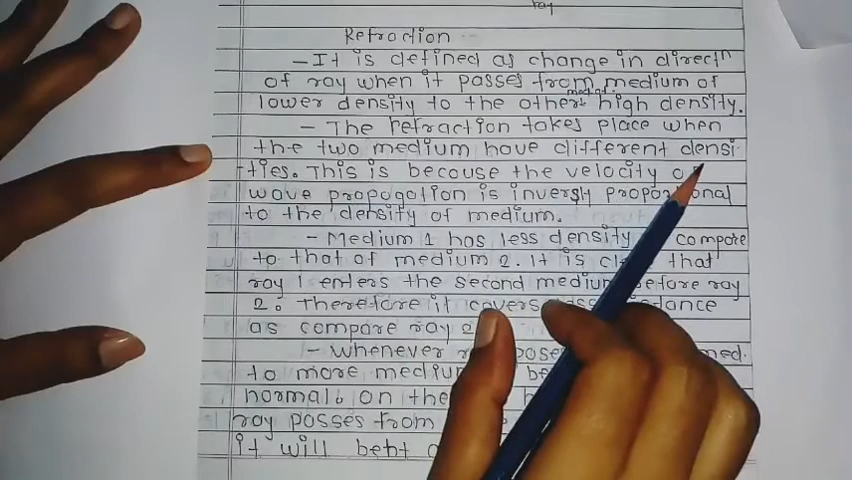 ray
Refraction
- It is defined as change in directn
of ray when it passes from medium of
lower density to the other high density.
- The refraction takes place when
the two medium have different densi-
ties. This is becouse the velocity
wave propogation is inversly
to the density of medium.
- Medium 1 has less density compare
to that of medium 2. It is that
ray 1 enters the second medium before ray
2. Therefore it covers
as compare ray 2
- Whenever med.
to more medium
normal. on the
ray posses from
it will beht